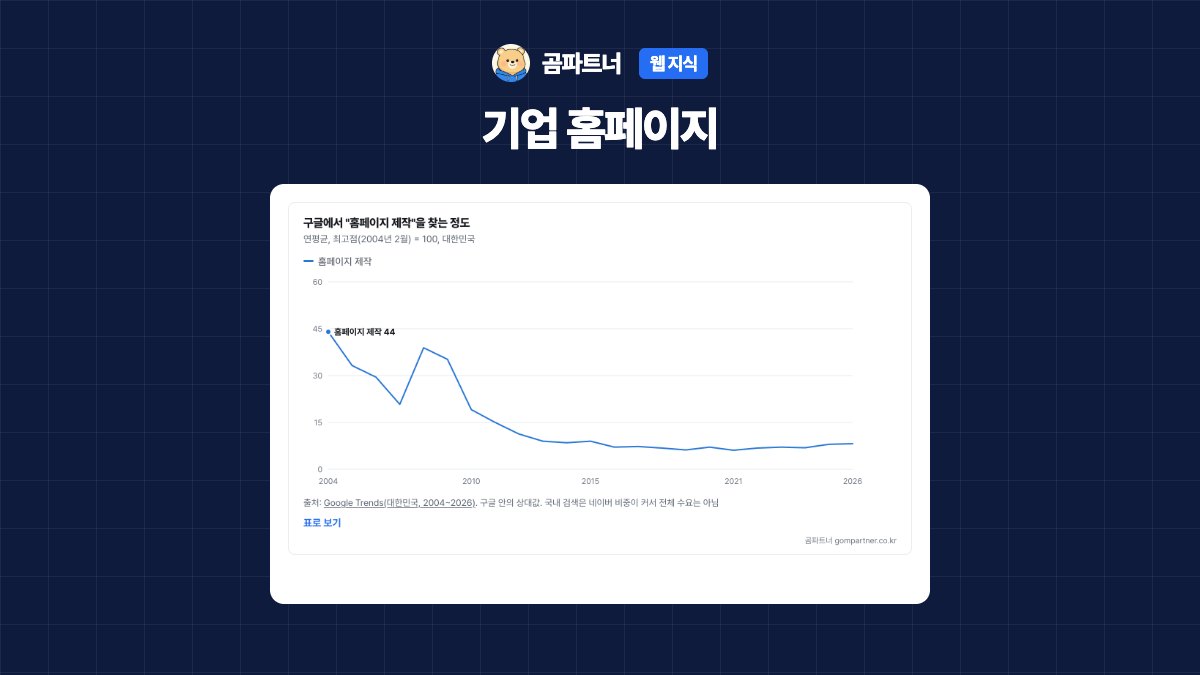 곰파트너 웹 지식
기업 홈페이지
구글에서 "홈페이지 제작"을 찾는 정도
연평균, 최고점(2004년 2월) = 100, 대한민국
홈페이지 제작
60
45
홈페이지 제작 44
30
15
0
2004 2010 2015 2021 2026
출처: Google Trends(대한민국, 2004~2026). 구글 안의 상대값. 국내 검색은 네이버 비중이 커서 전체 수요는 아님
표로 보기
곰파트너 gompartner.co.kr